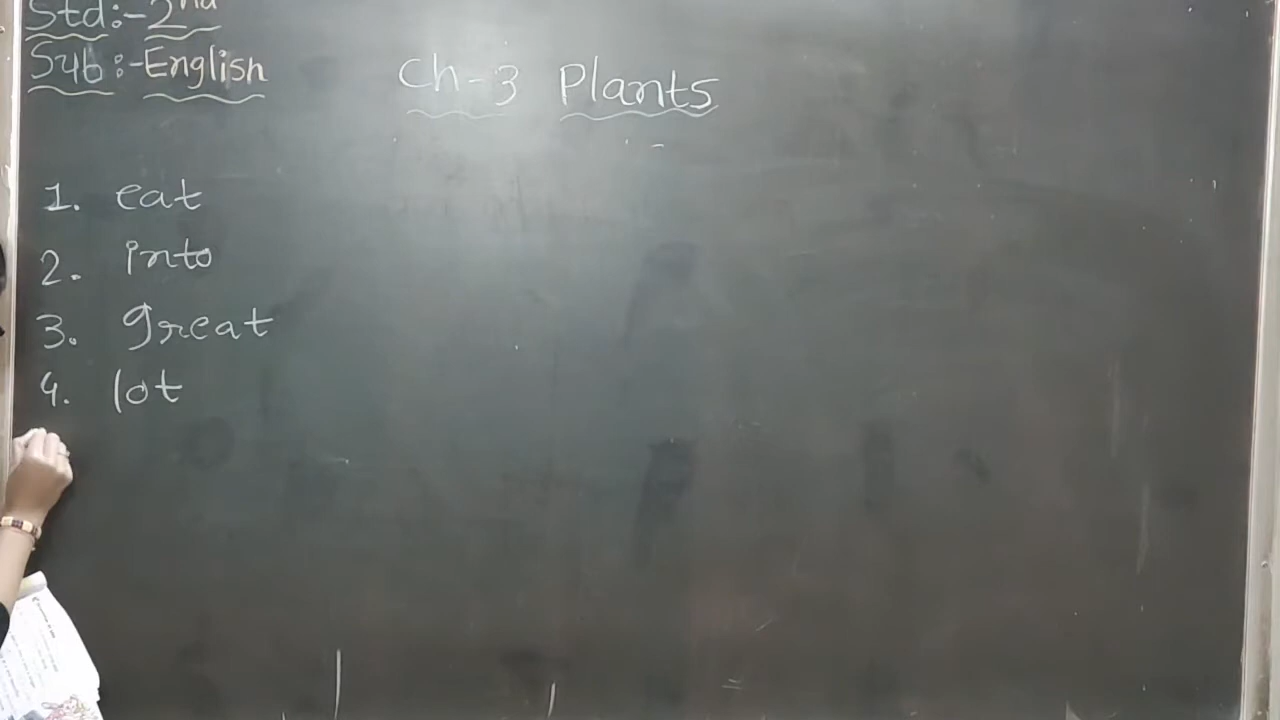 Std:-2nd
Sub:-English
Ch-3 Plants
1. eat
2. into
3. great
4. lot